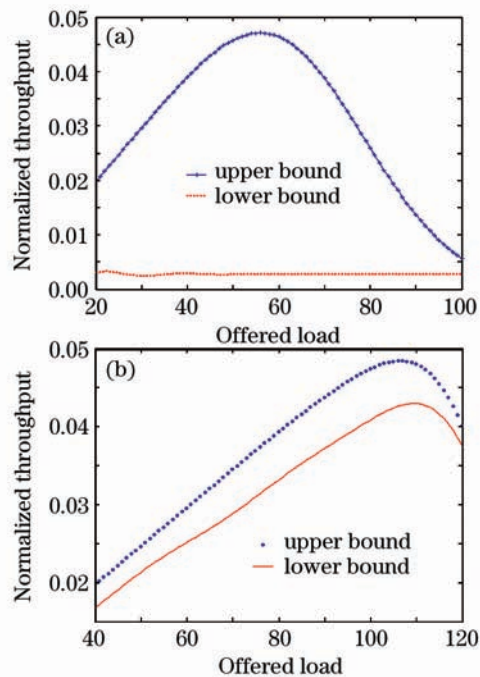 (a)
Normalized throughput
0.05
0.04
0.03
0.02
0.01
0.00
upper bound
lower bound
20 40 60 80 100
Offered load
(b)
Normalized throughput
0.05
0.04
0.03
0.02
upper bound
lower bound
40 60 80 100 120
Offered load